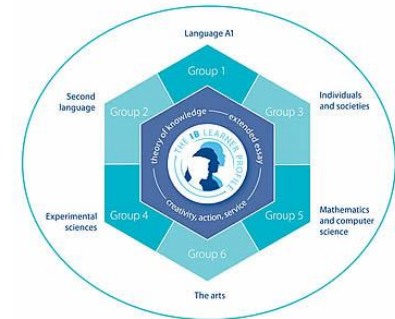 Language A1
Group 1
Second
language
Group 2
Individuals
and societies
Group 3
theory of knowledge
extended essay
THE IB LEARNER PROFILE
creativity, action, service
Experimental
sciences
Group 4
Mathematics
and computer
science
Group 5
Group 6
The arts